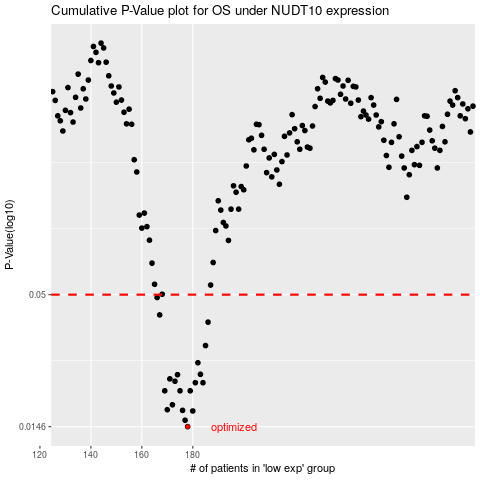 Cumulative P-Value plot for OS under NUDT10 expression
P-Value(log10)
0.05
0.0146
optimized
120 140 160 180
# of patients in 'low exp' group